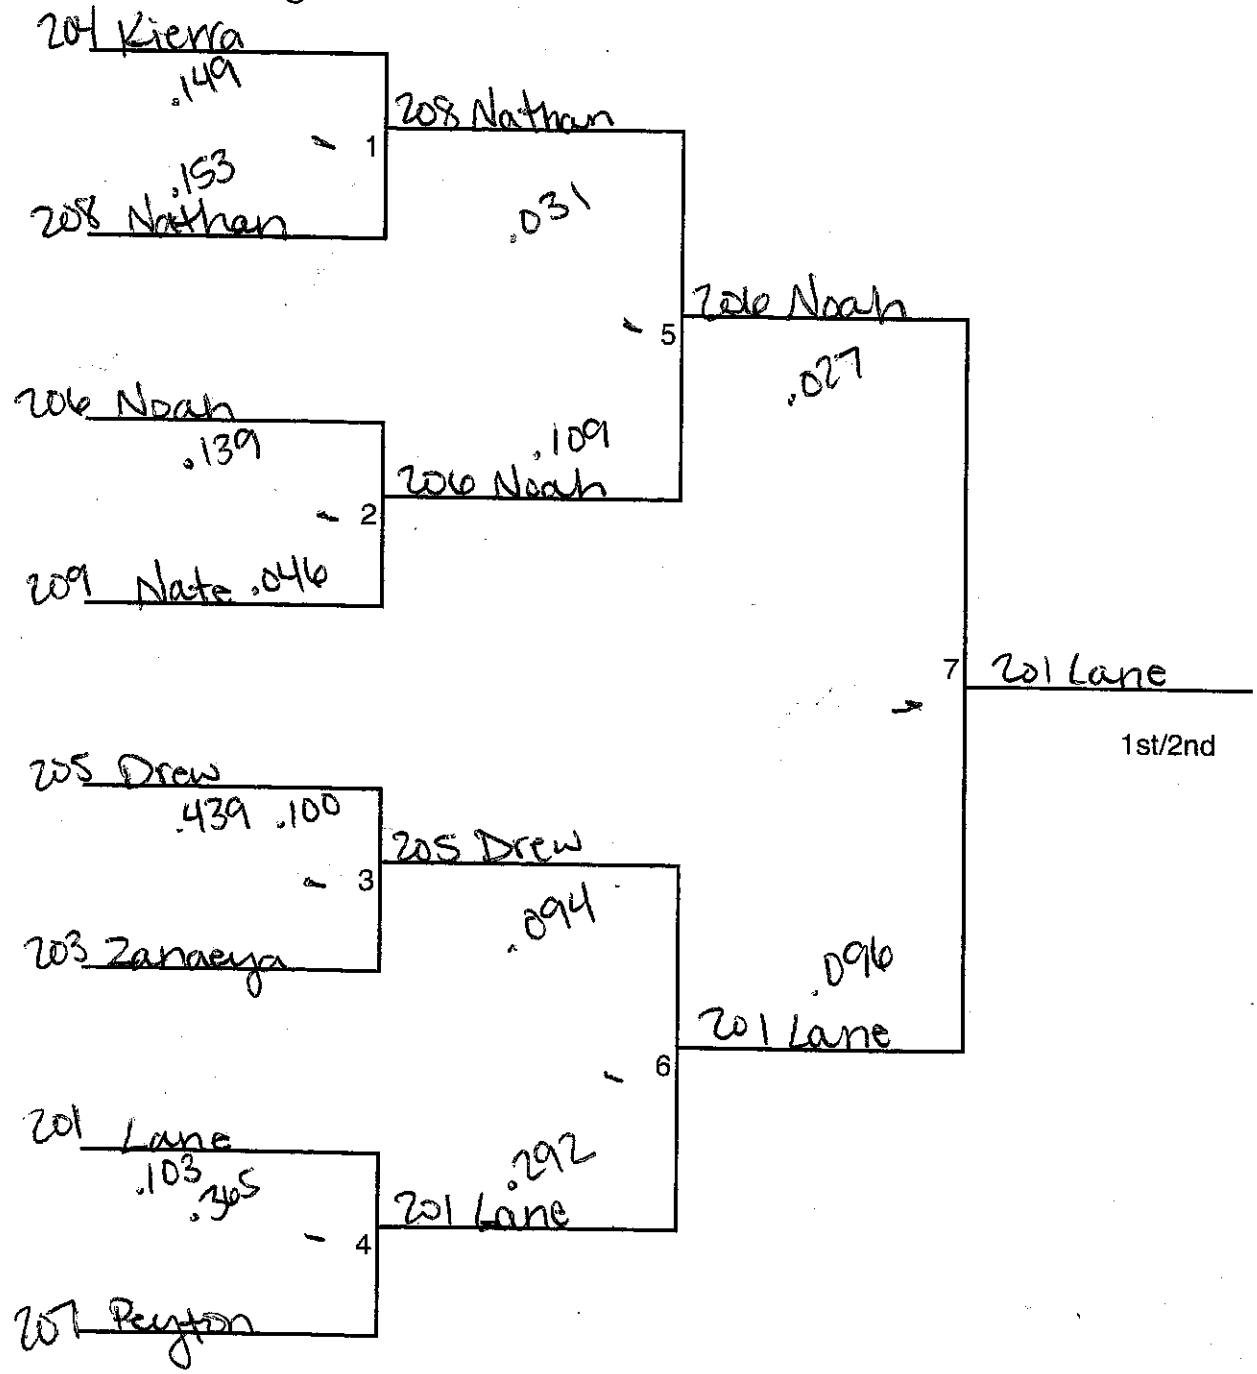 204 Kierra
.149
208 Nathan
1
.153
208 Nathan
.031
206 Noah
5
.027
206 Noah
.139
.109
206 Noah
2
209 Nate .046
7
201 Lane
1st/2nd
205 Drew
.439 .100
205 Drew
3
.094
203 Zanaeya
.096
201 Lane
6
201 Lane
.103
.365
.292
201 Lane
4
207 Peyton